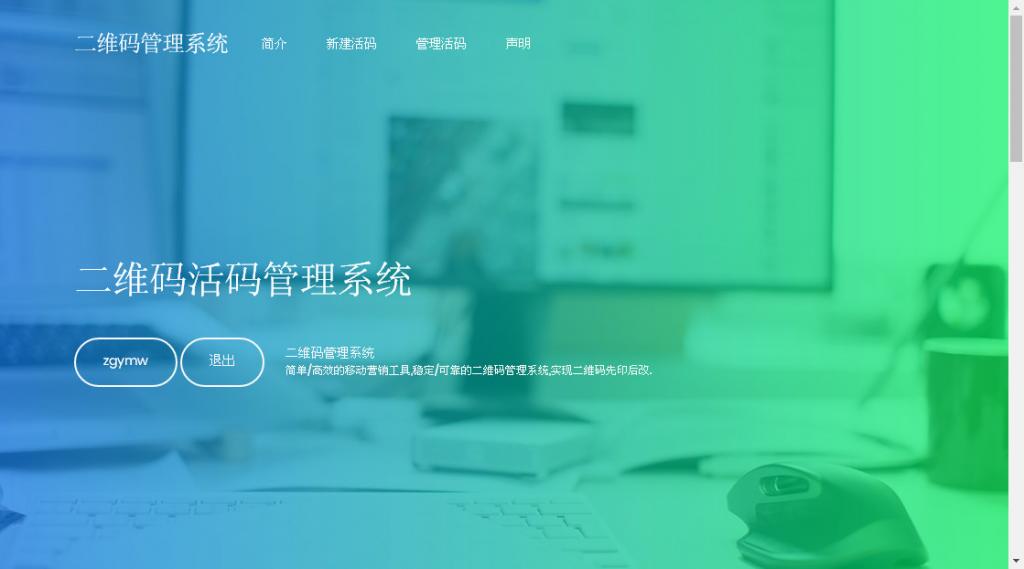 二维码管理系统 简介 新建活码 管理活码 声明
二维码活码管理系统
zgymw 退出
二维码管理系统
简单/高效的移动营销工具,稳定/可靠的二维码管理系统,实现二维码先印后改.